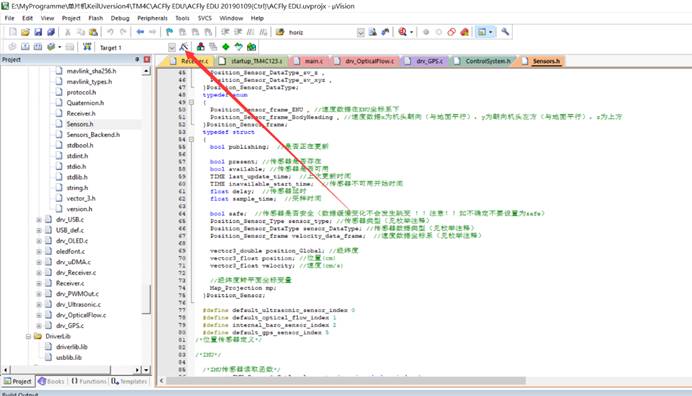 E:\MyProgramme\单片机KeilUversion4\TM4C\ACFly EDU\ACFly EDU 20190109(Ctrl)\ACFly EDU.uvprojx - µVision
File Edit View Project Flash Debug Peripherals Tools SVCS Window Help
horiz
Target 1
Project
Receiver.c startup_TM4C123.c main.c drv_OpticalFlow.c drv_GPS.c ControlSystem.h Sensors.h
mavlink_sha256.h
mavlink_types.h
protocol.h
Quaternion.h
Receiver.h
Sensors.h
Sensors_Backend.h
stdbool.h
stdint.h
stdio.h
stdlib.h
string.h
vector_3.h
version.h
drv_USB.c
USB_def.c
drv_OLED.c
oledfont.c
drv_uDMA.c
drv_Receiver.c
Receiver.c
drv_PWMOut.c
drv_Ultrasonic.c
drv_OpticalFlow.c
drv_GPS.c
DriverLib
driverlib.lib
usblib.lib
Project Books Functions Templates
45 Position_Sensor_DataType_sv_z ,
46 Position_Sensor_DataType_sv_xyz ,
47 }Position_Sensor_DataType;
48 typedef enum
49 {
50 Position_Sensor_frame_ENU , //速度数据在ENU坐标系下
51 Position_Sensor_frame_BodyHeading , //速度数据x为机头朝向（与地面平行），y为朝向机头左方（与地面平行），z为上方
52 }Position_Sensor_frame;
53 typedef struct
54 {
55 bool publishing; //是否正在更新
56
57 bool present; //传感器是否存在
58 bool available; //传感器是否可用
59 TIME last_update_time; //上次更新时间
60 TIME inavailable_start_time; //传感器不可用开始时间
61 float delay; //传感器延时
62 float sample_time; //采样时间
63
64 bool safe; //传感器是否安全（数据缓慢变化不会发生跳变！！注意！！如不确定不要设置为safe）
65 Position_Sensor_Type sensor_type; //传感器类型（见枚举注释）
66 Position_Sensor_DataType sensor_DataType; //传感器数据类型（见枚举注释）
67 Position_Sensor_frame velocity_data_frame; //速度数据坐标系（见枚举注释）
68
69 vector3_double position_Global; //经纬度
70 vector3_float position; //位置(cm)
71 vector3_float velocity; //速度(cm/s)
72
73 //经纬度转平面坐标变量
74 Map_Projection mp;
75 }Position_Sensor;
76
77 #define default_ultrasonic_sensor_index 0
78 #define default_optical_flow_index 1
79 #define internal_baro_sensor_index 2
80 #define default_gps_sensor_index 5
81 /*位置传感器定义*/
82
83 /*IMU*/
84
85 /*IMU传感器读取函数*/
Build Output